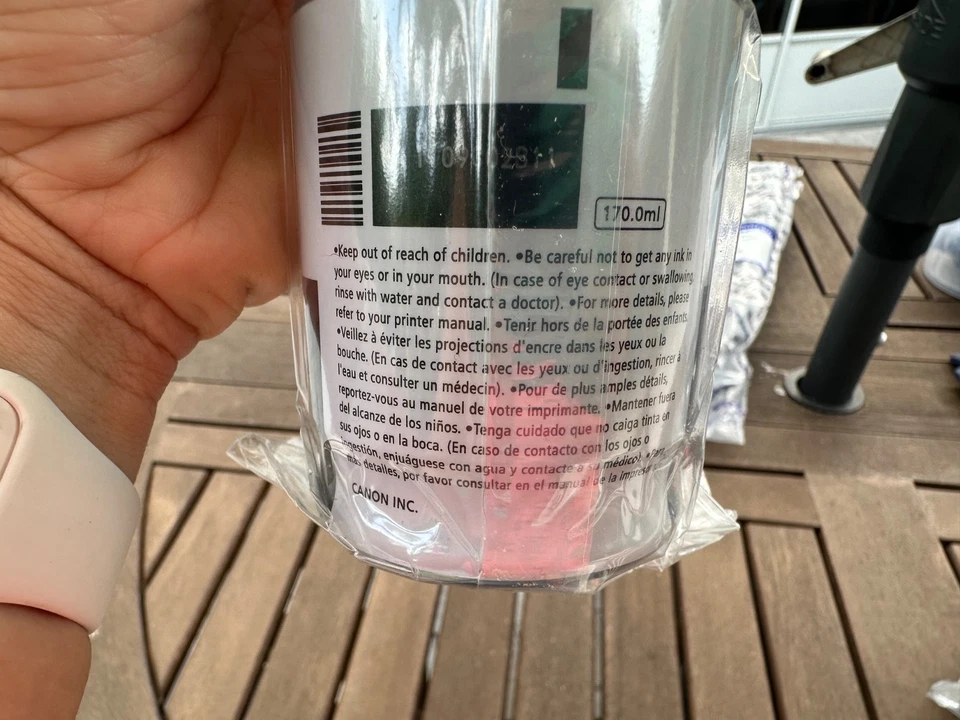 170.0ml
•Keep out of reach of children. •Be careful not to get any ink in
your eyes or in your mouth. (In case of eye contact or swallowing
rinse with water and contact a doctor). •For more details, please
refer to your printer manual. •Tenir hors de la portée des enfants.
•Veillez à éviter les projections d'encre dans les yeux ou la
bouche. (En cas de contact avec les yeux ou d'ingestion, rincer à
l'eau et consulter un médecin). •Pour de plus amples détails,
reportez-vous au manuel de votre imprimante. •Mantener fuera
del alcance de los niños. •Tenga cuidado que no caiga tinta en
sus ojos o en la boca. (En caso de contacto con los ojos o
ingestión, enjuáguese con agua y contacte a su médico). •Para
más detalles, por favor consultar en el manual de la
CANON INC.